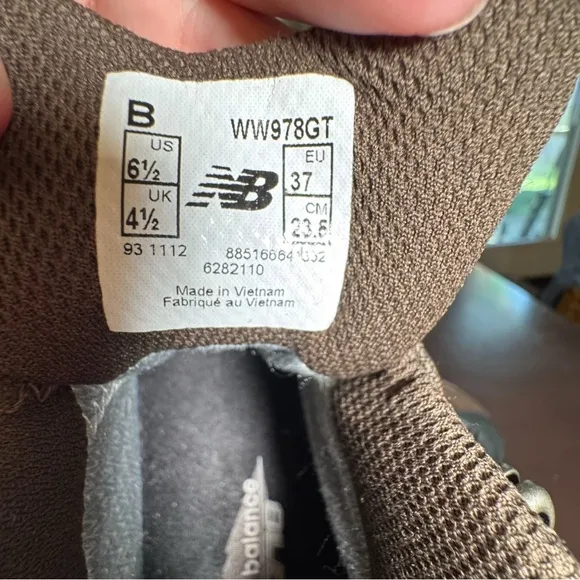 B WW978GT
US 6½ EU 37
UK 4½ CM
93 1112
6282110
Made in Vietnam
Fabriqué au Vietnam
balance